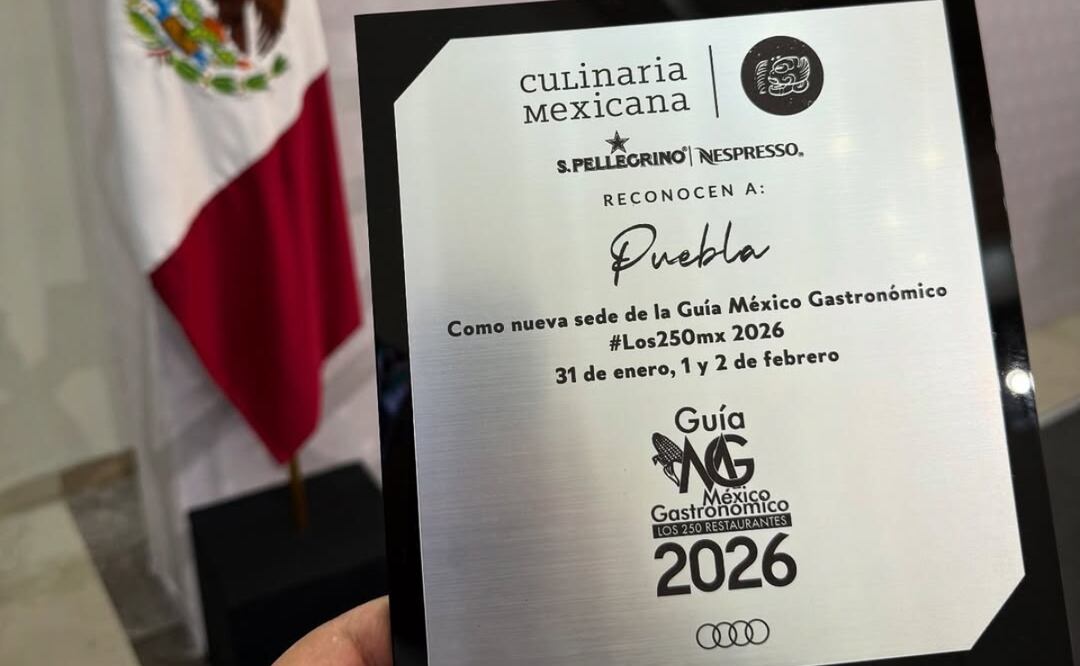 cuLinaria
мexicana
S.PELLEGRINO® | NESPRESSO.
RECONOCEN A:
Puebla
Como nueva sede de la Guía México Gastronómico
#Los250mx 2026
31 de enero, 1 y 2 de febrero
Guía
MG
México
Gastronómico
LOS 250 RESTAURANTES
2026